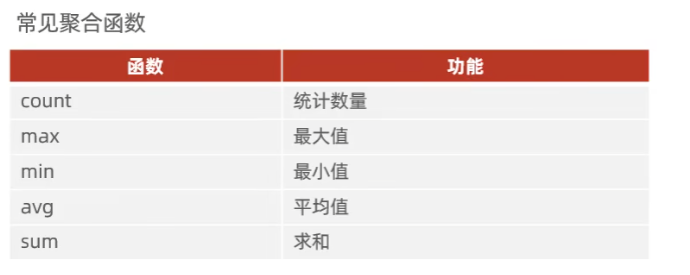 常见聚合函数
函数 功能
count 统计数量
max 最大值
min 最小值
avg 平均值
sum 求和